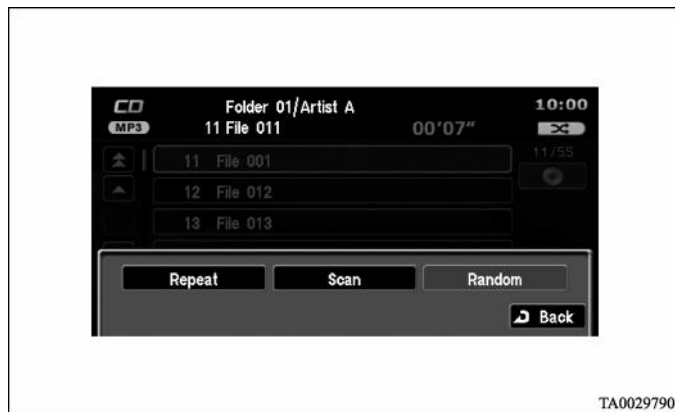 CD Folder 01/Artist A 10:00
MP3 11 File 011 00'07"
11/55
11 File 001
12 File 012
13 File 013
Repeat Scan Random
Back
TA0029790